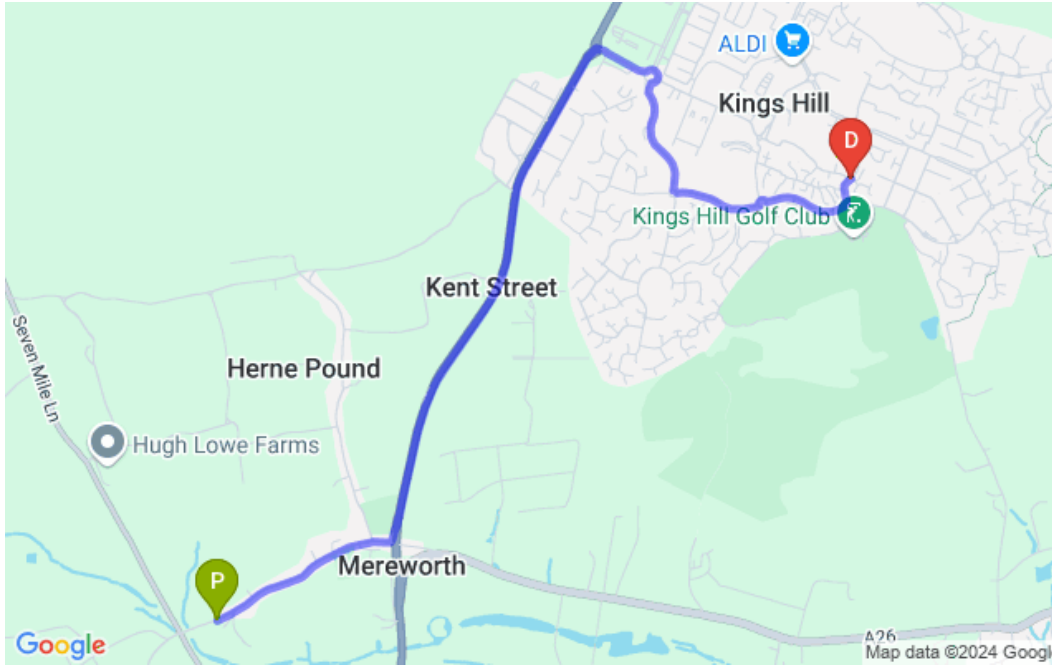 ALDI
Kings Hill
D
Kings Hill Golf Club
Kent Street
Seven Mile Ln
Herne Pound
Hugh Lowe Farms
Mereworth
P
A26
Google
Map data ©2024 Google